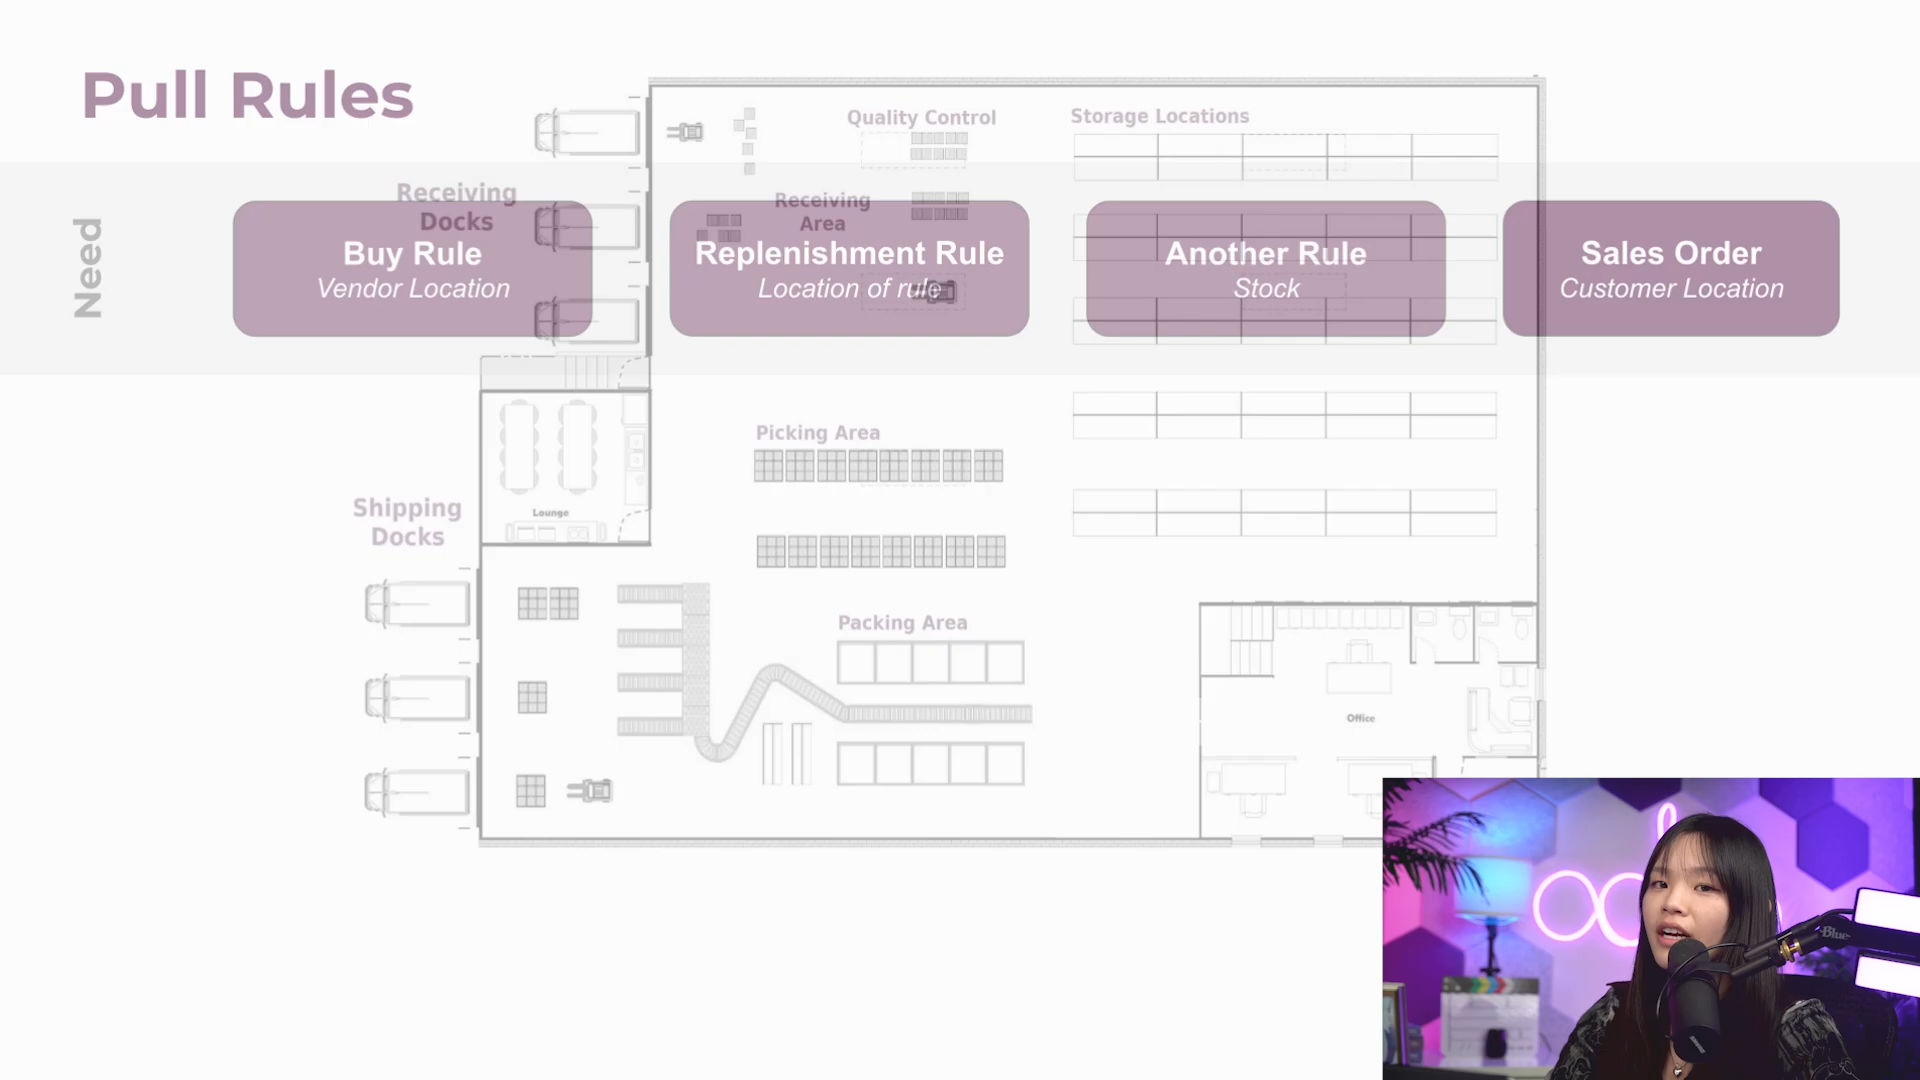 Pull Rules
Quality Control
Storage Locations
Receiving
Docks
Receiving
Area
Need
Buy Rule
Vendor Location
Replenishment Rule
Location of rule
Another Rule
Stock
Sales Order
Customer Location
Picking Area
Shipping
Docks
Lounge
Packing Area
Office
Blue